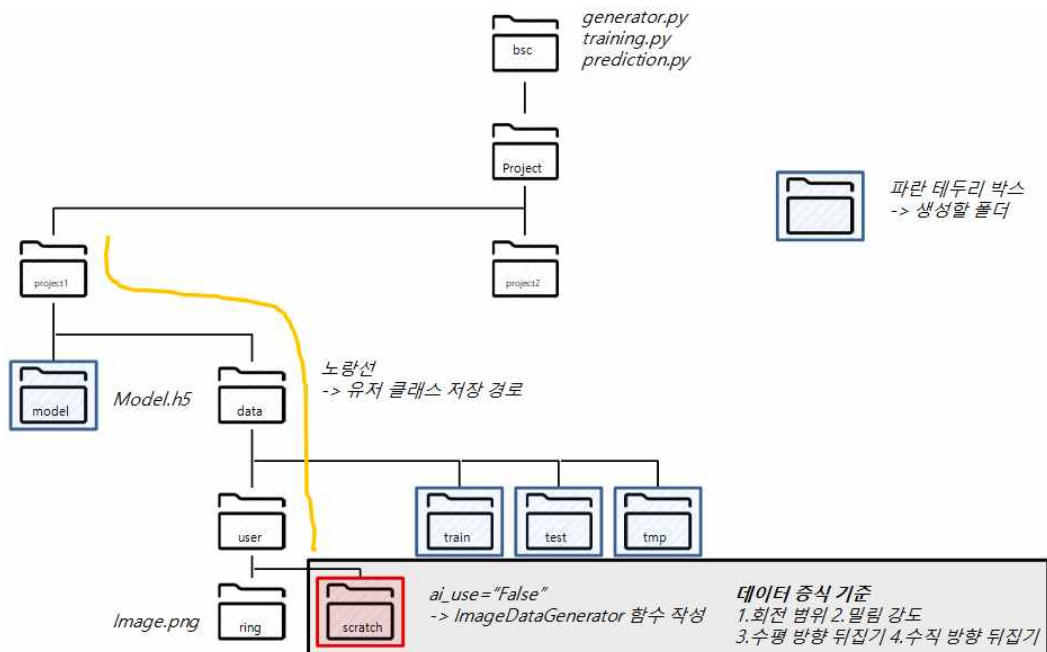 generator.py
training.py
prediction.py
bsc
Project
파란 테두리 박스
-> 생성할 폴더
project1
project2
노랑선
-> 유저 클래스 저장 경로
model
Model.h5
data
user
train
test
tmp
Image.png
ring
scratch
ai_use="False"
-> ImageDataGenerator 함수 작성
데이터 증식 기준
1.회전 범위 2.밀림 강도
3.수평 방향 뒤집기 4.수직 방향 뒤집기